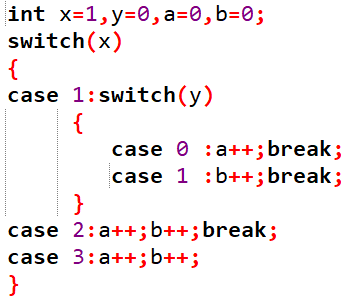 int x=1,y=0,a=0,b=0;
switch(x)
{
case 1:switch(y)
{
case 0 :a++;break;
case 1 :b++;break;
}
case 2:a++;b++;break;
case 3:a++;b++;
}